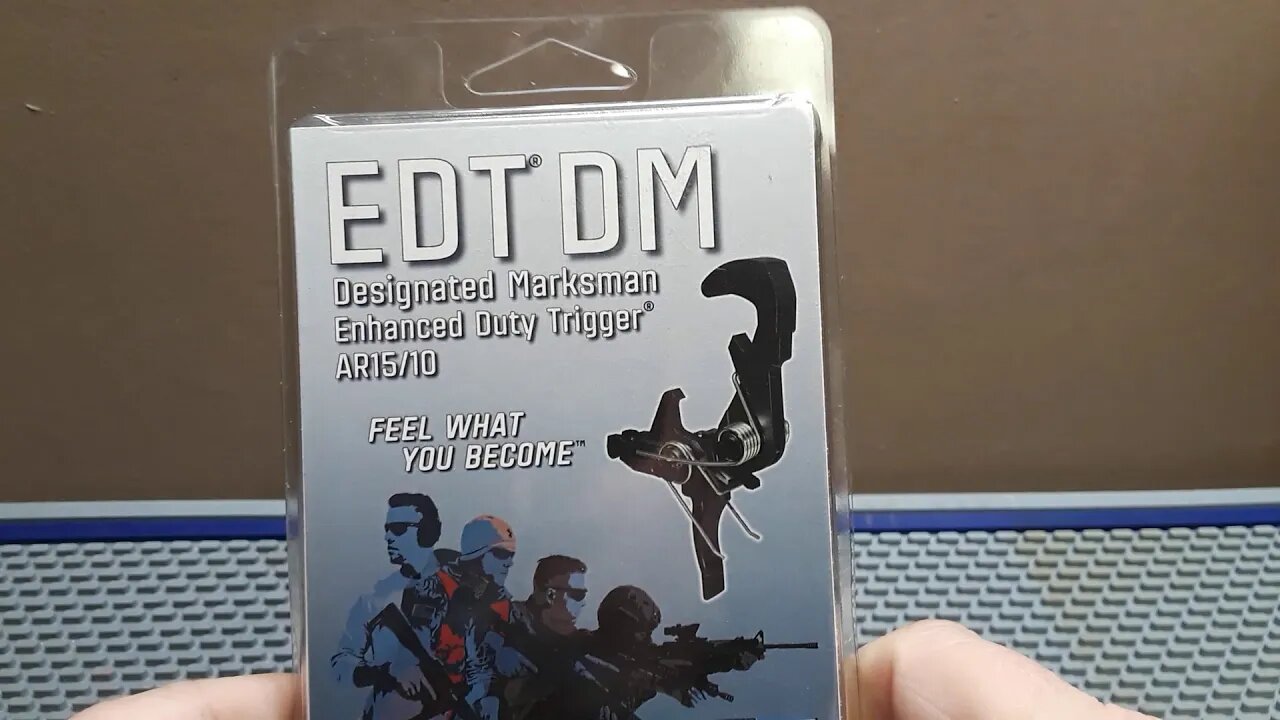 EDT® DM
Designated Marksman
Enhanced Duty Trigger®
AR15/10
FEEL WHAT
YOU BECOME™